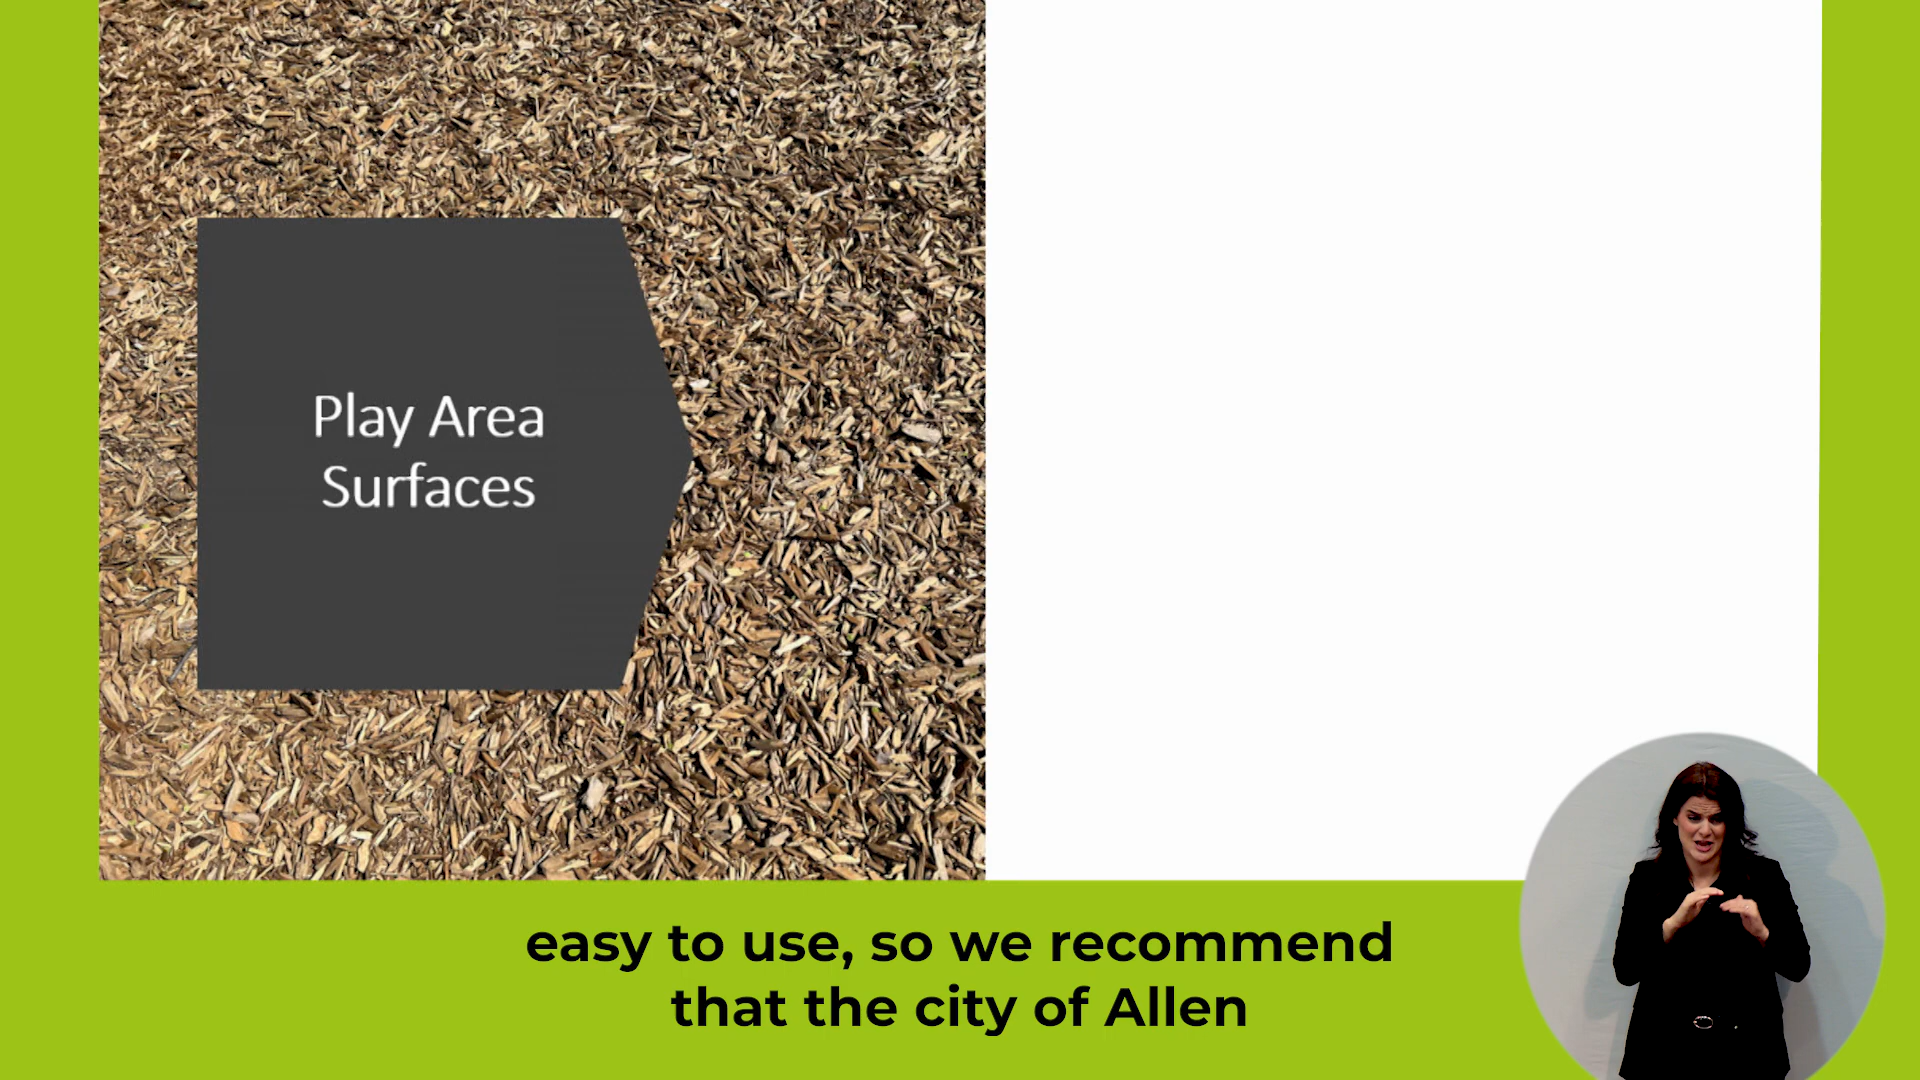 Play Area
Surfaces
easy to use, so we recommend
that the city of Allen